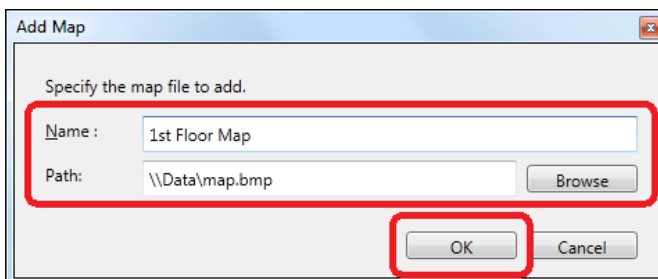 Add Map
Specify the map file to add.
Name :
1st Floor Map
Path:
\\Data\map.bmp
Browse
OK
Cancel